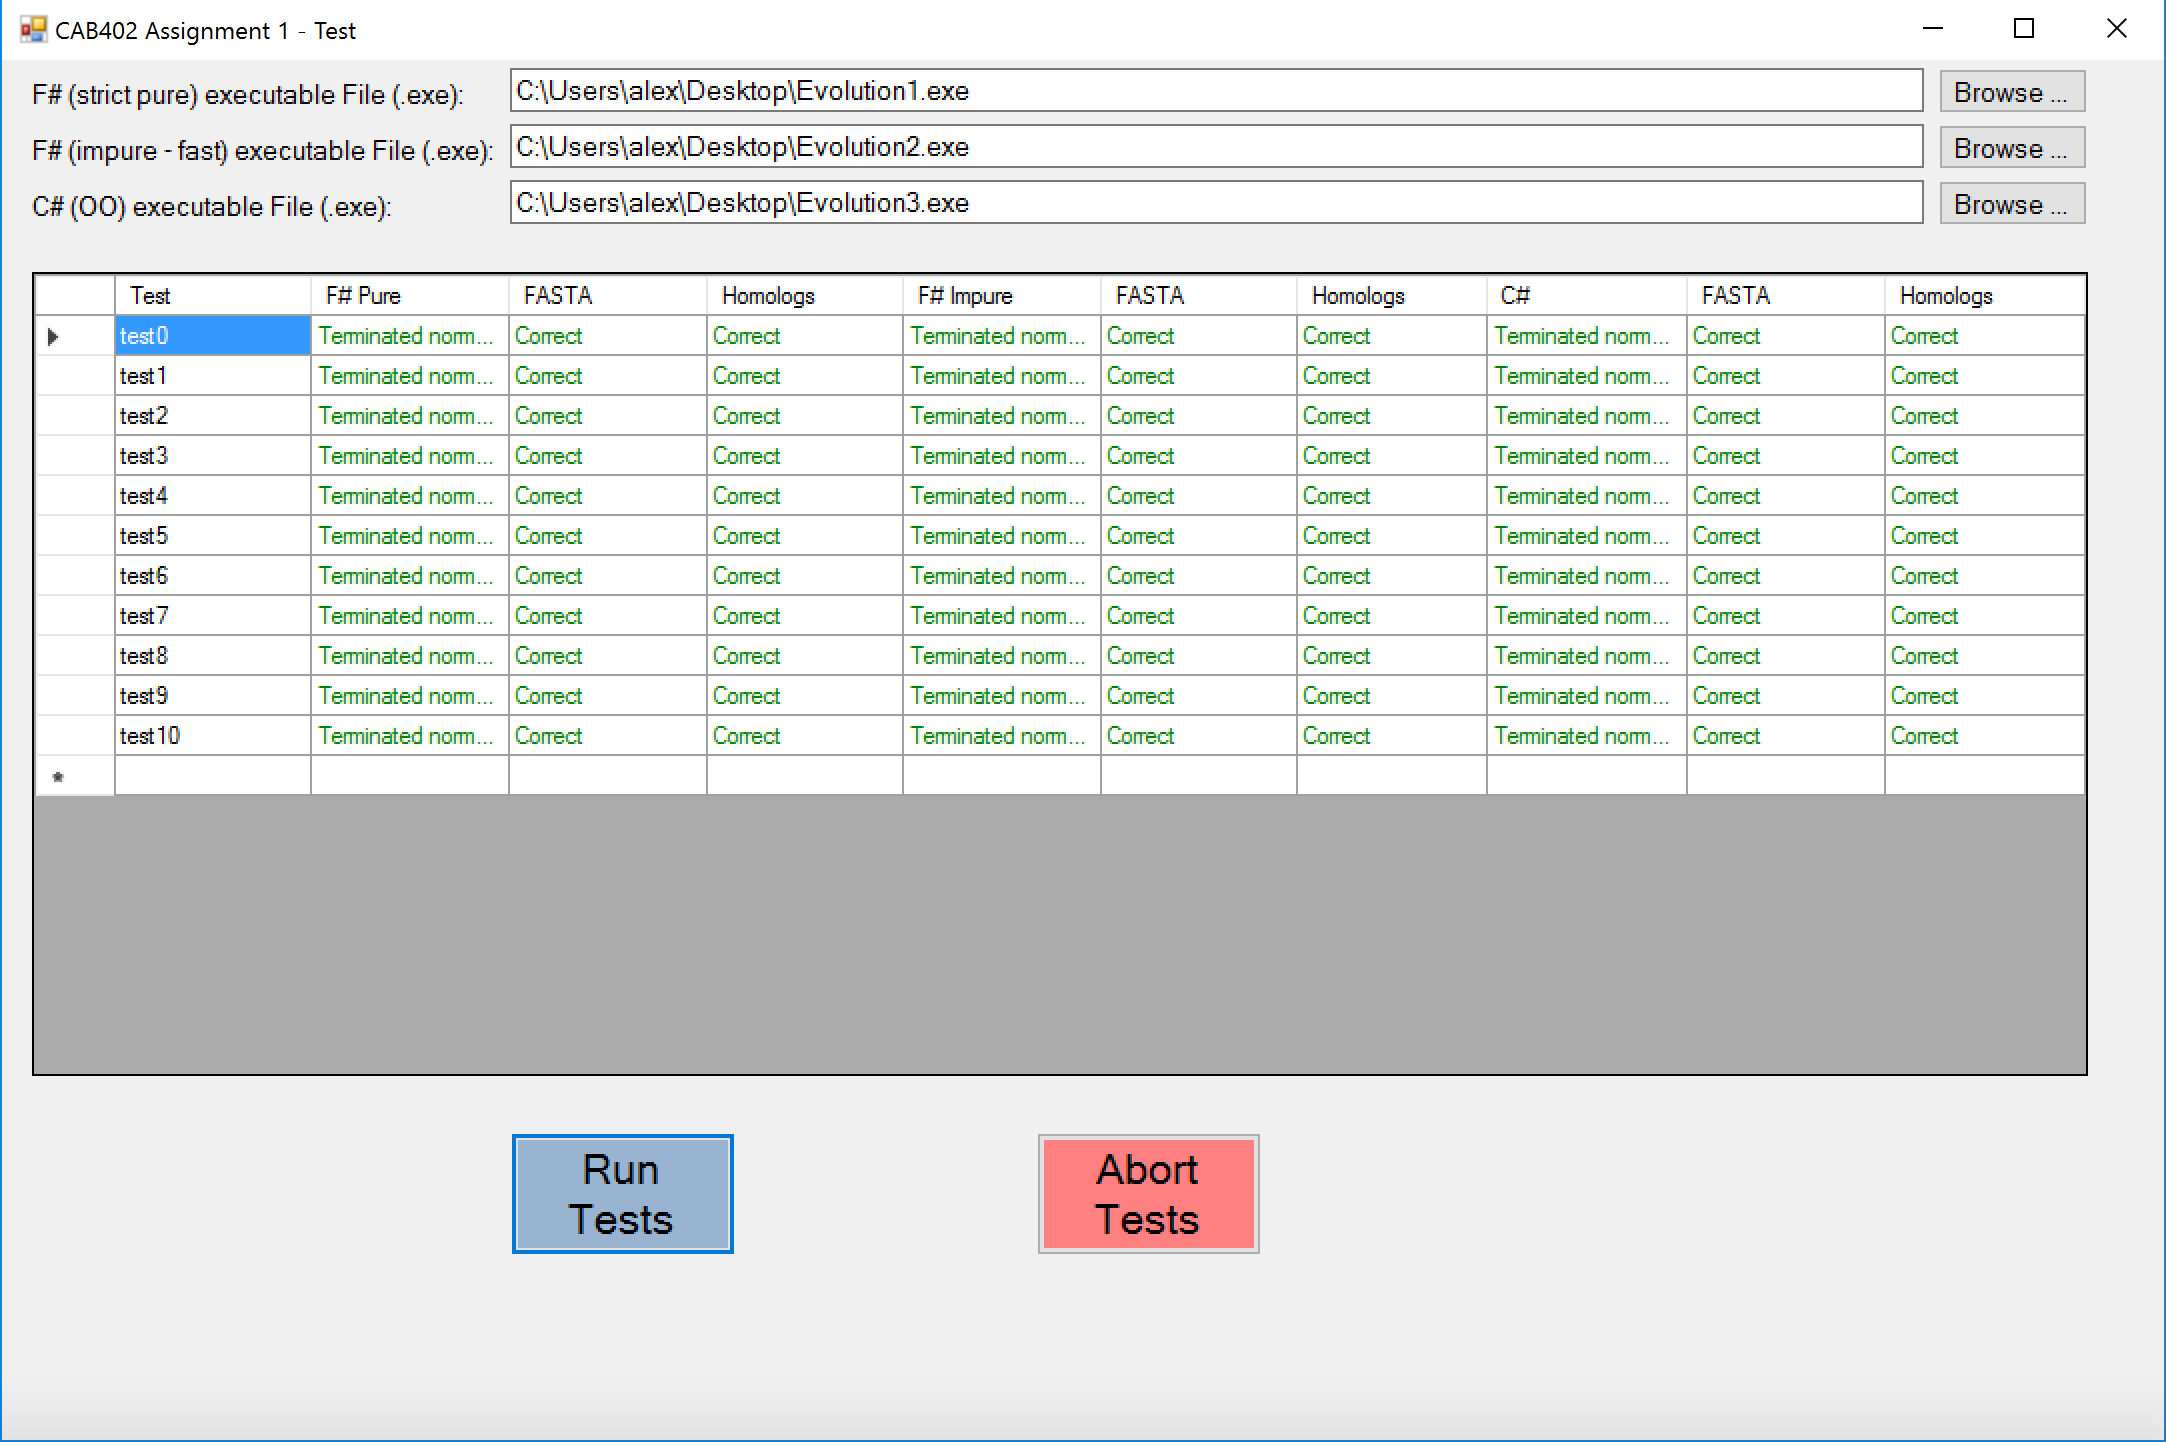 CAB402 Assignment 1 - Test
F# (strict pure) executable File (.exe): C:\Users\alex\Desktop\Evolution1.exe Browse ...
F# (impure - fast) executable File (.exe): C:\Users\alex\Desktop\Evolution2.exe Browse ...
C# (OO) executable File (.exe): C:\Users\alex\Desktop\Evolution3.exe Browse ...
Test F# Pure FASTA Homologs F# Impure FASTA Homologs C# FASTA Homologs
test0 Terminated norm... Correct Correct Terminated norm... Correct Correct Terminated norm... Correct Correct
test1 Terminated norm... Correct Correct Terminated norm... Correct Correct Terminated norm... Correct Correct
test2 Terminated norm... Correct Correct Terminated norm... Correct Correct Terminated norm... Correct Correct
test3 Terminated norm... Correct Correct Terminated norm... Correct Correct Terminated norm... Correct Correct
test4 Terminated norm... Correct Correct Terminated norm... Correct Correct Terminated norm... Correct Correct
test5 Terminated norm... Correct Correct Terminated norm... Correct Correct Terminated norm... Correct Correct
test6 Terminated norm... Correct Correct Terminated norm... Correct Correct Terminated norm... Correct Correct
test7 Terminated norm... Correct Correct Terminated norm... Correct Correct Terminated norm... Correct Correct
test8 Terminated norm... Correct Correct Terminated norm... Correct Correct Terminated norm... Correct Correct
test9 Terminated norm... Correct Correct Terminated norm... Correct Correct Terminated norm... Correct Correct
test10 Terminated norm... Correct Correct Terminated norm... Correct Correct Terminated norm... Correct Correct
Run Abort
Tests Tests